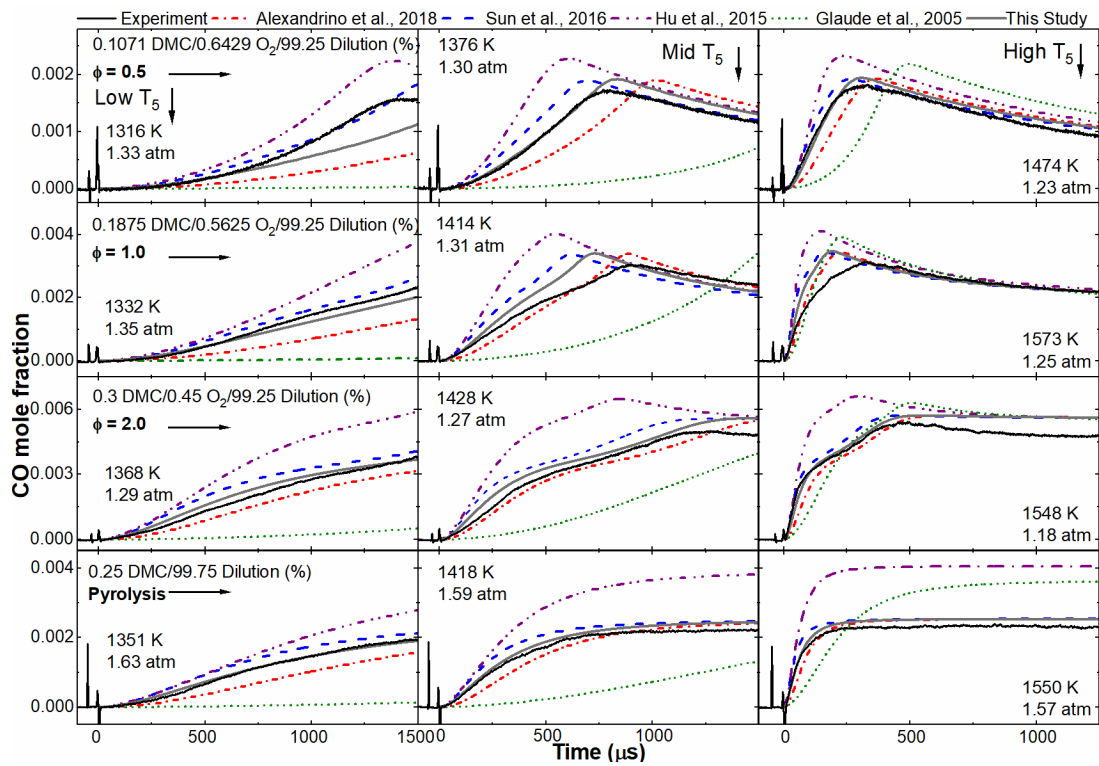 Experiment Alexandrino et al., 2018 Sun et al., 2016 Hu et al., 2015 Glaude et al., 2005 This Study
0.1071 DMC/0.6429 O₂/99.25 Dilution (%)
ϕ = 0.5
Low T₅
1316 K
1.33 atm
1376 K
1.30 atm
Mid T₅
High T₅
1474 K
1.23 atm
0.002
0.001
0.000
0.1875 DMC/0.5625 O₂/99.25 Dilution (%)
ϕ = 1.0
1332 K
1.35 atm
1414 K
1.31 atm
1573 K
1.25 atm
0.004
0.002
0.000
0.3 DMC/0.45 O₂/99.25 Dilution (%)
ϕ = 2.0
1368 K
1.29 atm
1428 K
1.27 atm
1548 K
1.18 atm
0.006
0.003
0.000
0.25 DMC/99.75 Dilution (%)
Pyrolysis
1351 K
1.63 atm
1418 K
1.59 atm
1550 K
1.57 atm
0.004
0.002
0.000
CO mole fraction
0 250 500 750 1000 1250 1500 0 500 1000 0 500 1000
Time (μs)